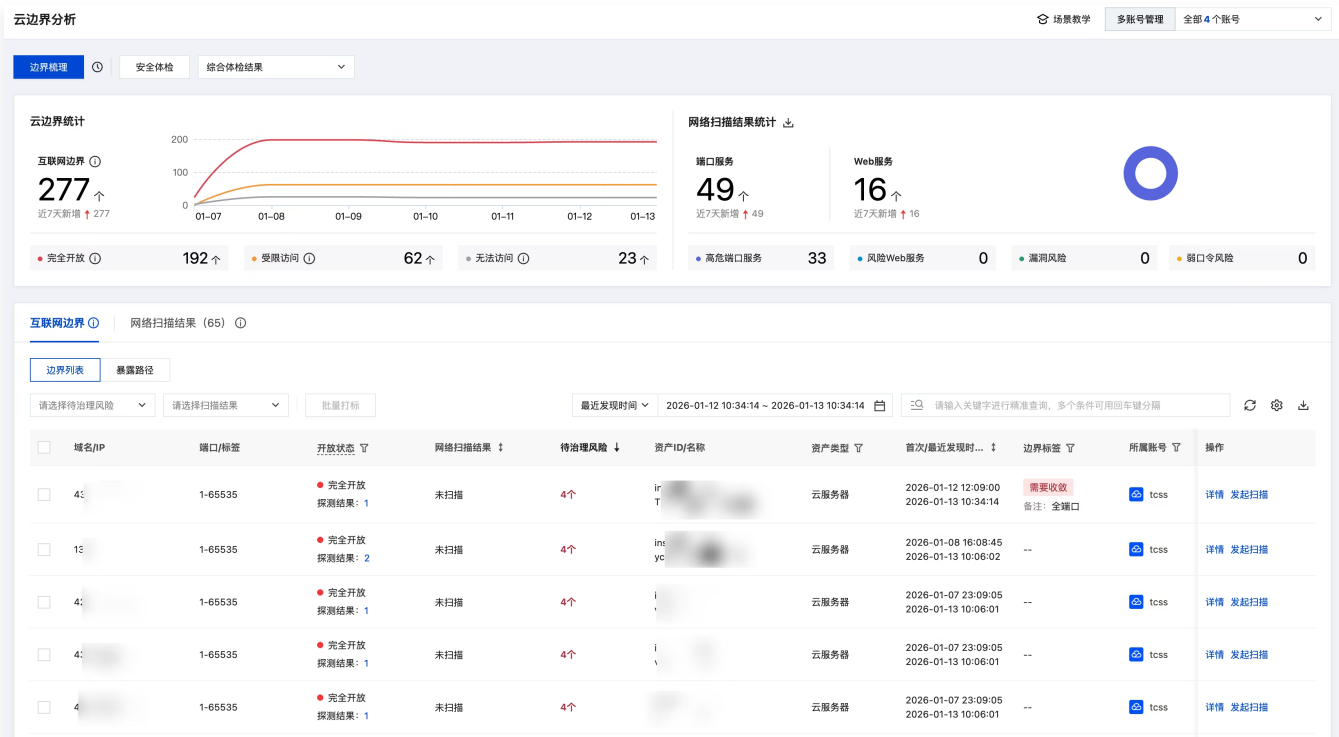 云边界分析
场景教学 多账号管理 全部4个账号
边界梳理 安全体检 综合体检结果
云边界统计
互联网边界
277个
近7天新增 ↑ 277
200
100
0
01-07 01-08 01-09 01-10 01-11 01-12 01-13
完全开放 192个 受限访问 62个 无法访问 23个
网络扫描结果统计
端口服务 Web服务
49个 16个
近7天新增 ↑ 49 近7天新增 ↑ 16
高危端口服务 33 风险Web服务 0 漏洞风险 0 弱口令风险 0
互联网边界 网络扫描结果（65）
边界列表 暴露路径
请选择待治理风险 请选择扫描结果 批量打标 最近发现时间 2026-01-12 10:34:14 ~ 2026-01-13 10:34:14 请输入关键字进行精准查询，多个条件可用回车键分隔
域名/IP 端口/标签 开放状态 网络扫描结果 待治理风险 ↓ 资产ID/名称 资产类型 首次/最近发现时... 边界标签 所属账号 操作
1-65535 完全开放 未扫描 4个 云服务器 2026-01-12 12:09:00 需要收敛 tcss 详情 发起扫描
探测结果：1 2026-01-13 10:34:14 备注：全端口
13 1-65535 完全开放 未扫描 4个 ins 云服务器 2026-01-08 16:08:45 -- tcss 详情 发起扫描
探测结果：2 yc 2026-01-13 10:06:02
1-65535 完全开放 未扫描 4个 云服务器 2026-01-07 23:09:05 -- tcss 详情 发起扫描
探测结果：1 2026-01-13 10:06:01
1-65535 完全开放 未扫描 4个 云服务器 2026-01-07 23:09:05 -- tcss 详情 发起扫描
探测结果：1 2026-01-13 10:06:01
1-65535 完全开放 未扫描 4个 云服务器 2026-01-07 23:09:05 -- tcss 详情 发起扫描
探测结果：1 2026-01-13 10:06:01